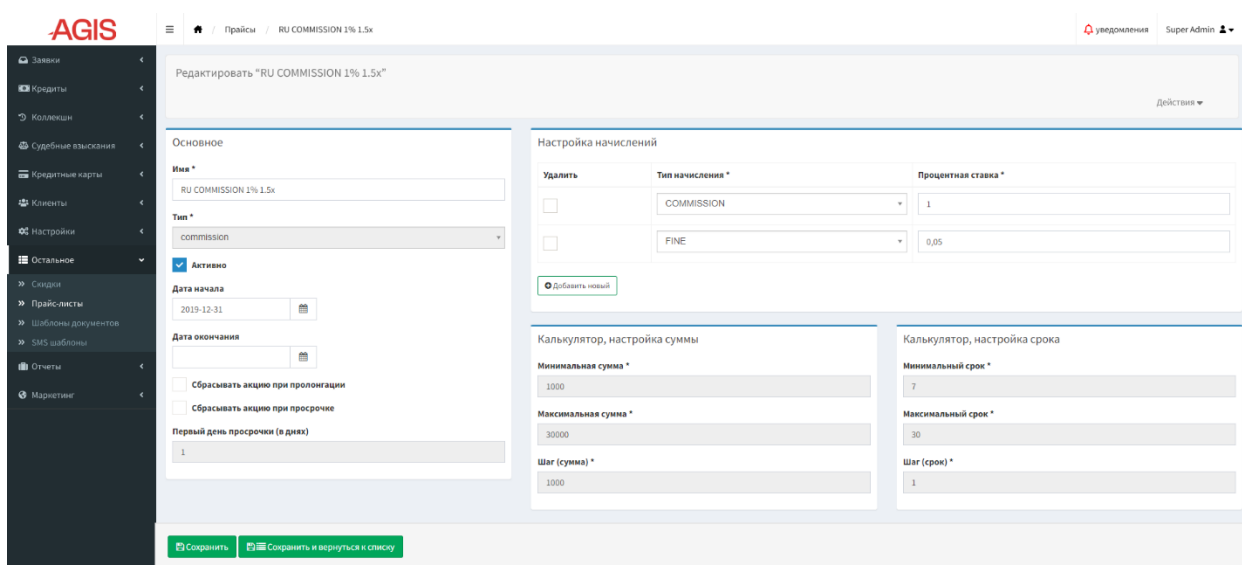 AGIS
/ Прайсы / RU COMMISSION 1% 1.5x
уведомления
Super Admin
Заявки
Кредиты
Коллекшн
Судебные взыскания
Кредитные карты
Клиенты
Настройки
Остальное
Скидки
Прайс-листы
Шаблоны документов
SMS шаблоны
Отчеты
Маркетинг
Редактировать “RU COMMISSION 1% 1.5x”
Действия
Основное
Имя *
RU COMMISSION 1% 1.5x
Тип *
commission
Активно
Дата начала
2019-12-31
Дата окончания
Сбрасывать акцию при пролонгации
Сбрасывать акцию при просрочке
Первый день просрочки (в днях)
1
Настройка начислений
Удалить Тип начисления * Процентная ставка *
COMMISSION 1
FINE 0,05
Добавить новый
Калькулятор, настройка суммы
Минимальная сумма *
1000
Максимальная сумма *
30000
Шаг (сумма) *
1000
Калькулятор, настройка срока
Минимальный срок *
7
Максимальный срок *
30
Шаг (срок) *
1
Сохранить
Сохранить и вернуться к списку